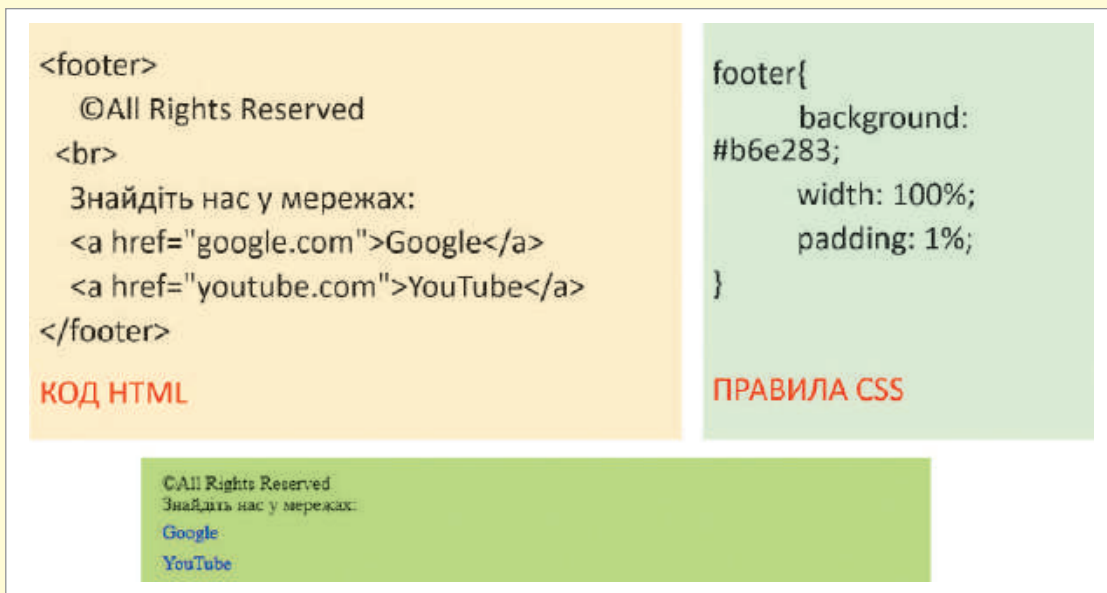 <footer>
©All Rights Reserved
<br>
Знайдіть нас у мережах:
<a href="google.com">Google</a>
<a href="youtube.com">YouTube</a>
</footer>
КОД HTML
footer{
background:
#b6e283;
width: 100%;
padding: 1%;
}
ПРАВИЛА CSS
©All Rights Reserved
Знайдіть нас у мережах:
Google
YouTube